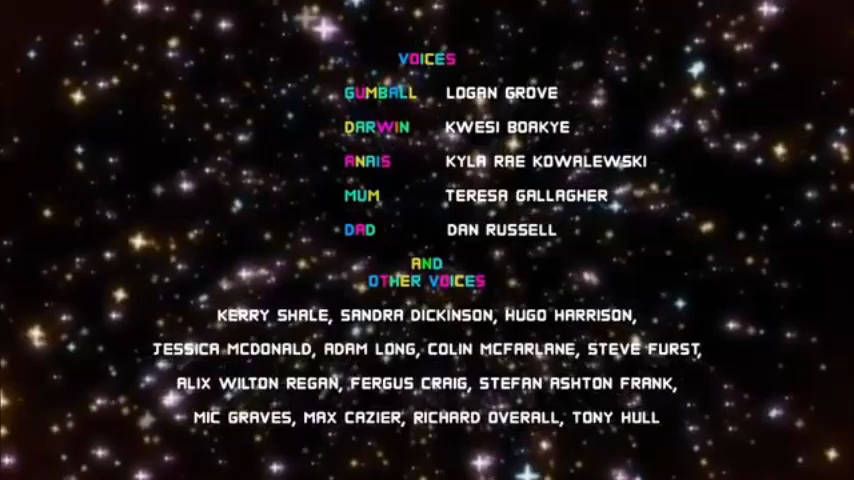 VOICES
GUMBALL LOGAN GROVE
DARWIN KWESI BOAKYE
ANAIS KYLA RAE KOWALEWSKI
MUM TERESA GALLAGHER
DAD DAN RUSSELL
AND
OTHER VOICES
KERRY SHALE, SANDRA DICKINSON, HUGO HARRISON,
JESSICA MCDONALD, ADAM LONG, COLIN MCFARLANE, STEVE FURST,
ALIX WILTON REGAN, FERGUS CRAIG, STEFAN ASHTON FRANK,
MIC GRAVES, MAX CAZIER, RICHARD OVERALL, TONY HULL